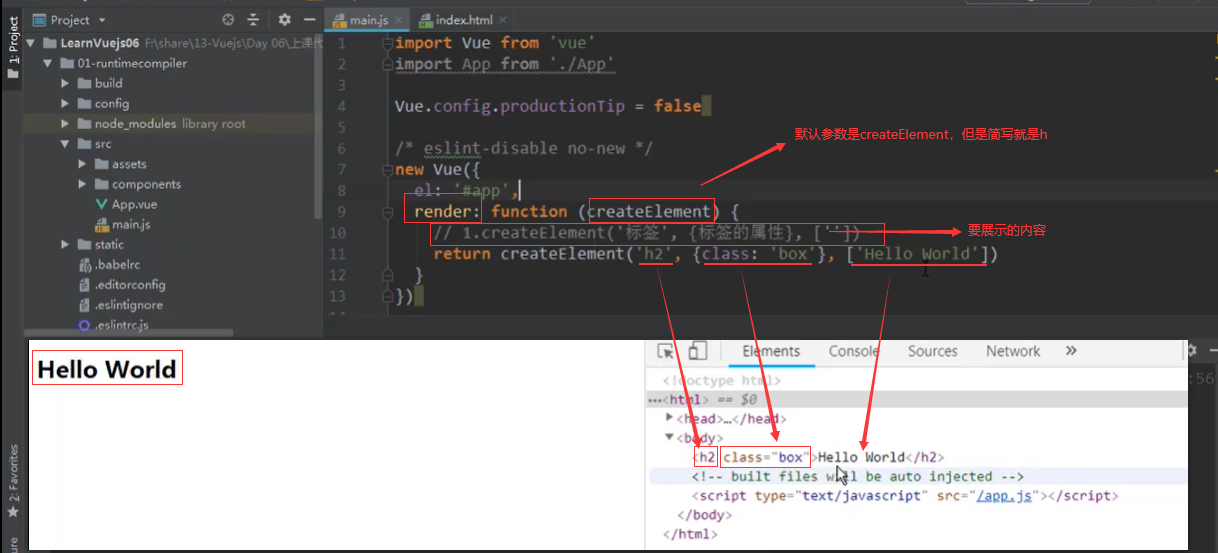 Project
main.js
index.html
LearnVuejs06 F:\share\13-Vuejs\Day 06\上课代
01-runtimecompiler
build
config
node_modules library root
src
assets
components
App.vue
main.js
static
.babelrc
.editorconfig
.eslintignore
.eslintrc.js
1: Project
2: Favorites
1 import Vue from 'vue'
2 import App from './App'
3
4 Vue.config.productionTip = false
5
6 /* eslint-disable no-new */
7 new Vue({
8 el: '#app',
9 render: function (createElement) {
10 // 1.createElement('标签', {标签的属性}, [''])
11 return createElement('h2', {class: 'box'}, ['Hello World'])
12 }
13 })
默认参数是createElement，但是简写就是h
要展示的内容
Hello World
Elements Console Sources Network »
<!doctype html>
<html> == $0
<head>…</head>
<body>
<h2 class="box">Hello World</h2>
<!-- built files will be auto injected -->
<script type="text/javascript" src="/app.js"></script>
</body>
</html>
:56